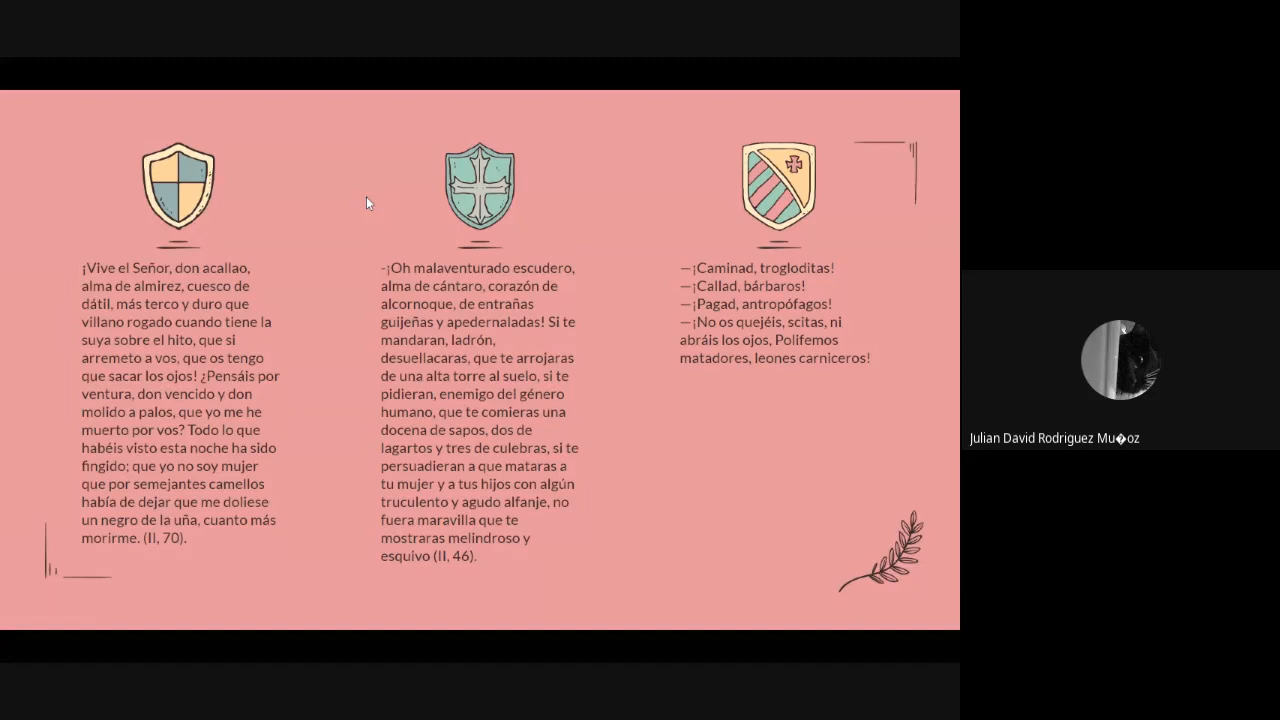 ¡Vive el Señor, don acallao,
alma de almirez, cuesco de
dátil, más terco y duro que
villano rogado cuando tiene la
suya sobre el hito, que si
arremeto a vos, que os tengo
que sacar los ojos! ¿Pensáis por
ventura, don vencido y don
molido a palos, que yo me he
muerto por vos? Todo lo que
habéis visto esta noche ha sido
fingido; que yo no soy mujer
que por semejantes camellos
había de dejar que me doliese
un negro de la uña, cuanto más
morirme. (II, 70).
-¡Oh malaventurado escudero,
alma de cántaro, corazón de
alcornoque, de entrañas
guijeñas y apedernaladas! Si te
mandaran, ladrón,
desuellacaras, que te arrojaras
de una alta torre al suelo, si te
pidieran, enemigo del género
humano, que te comieras una
docena de sapos, dos de
lagartos y tres de culebras, si te
persuadieran a que mataras a
tu mujer y a tus hijos con algún
truculento y agudo alfanje, no
fuera maravilla que te
mostraras melindroso y
esquivo (II, 46).
—¡Caminad, trogloditas!
—¡Callad, bárbaros!
—¡Pagad, antropófagos!
—¡No os quejéis, scitas, ni
abráis los ojos, Polifemos
matadores, leones carniceros!
Julian David Rodriguez Mu�oz